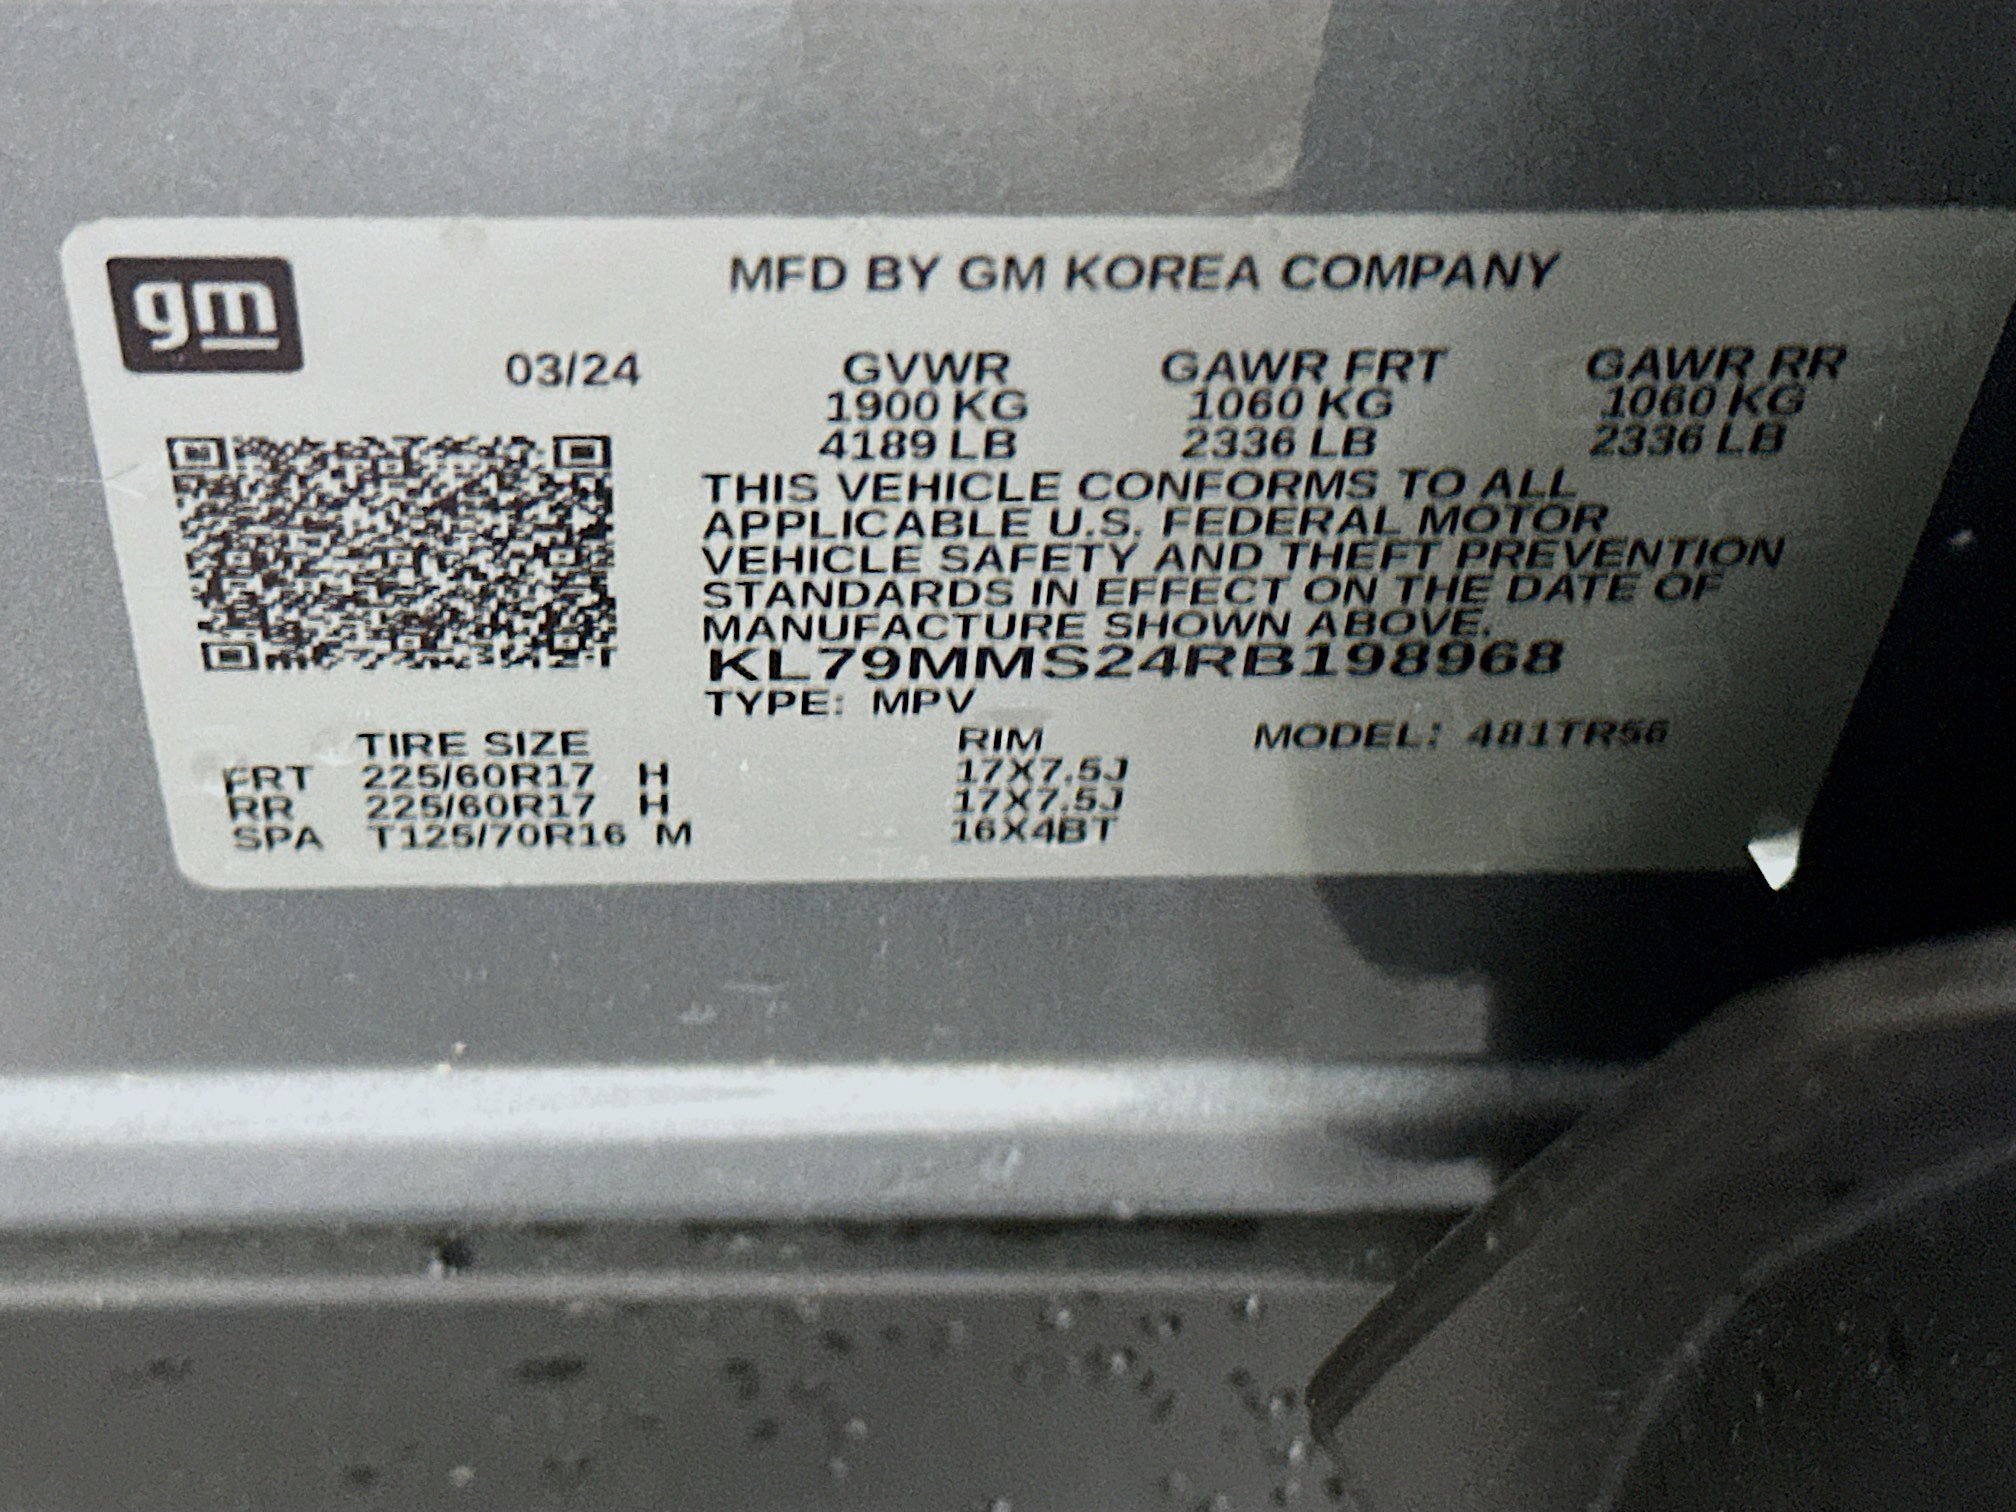 gm
MFD BY GM KOREA COMPANY
03/24 GVWR GAWR FRT GAWR RR
1900 KG 1060 KG 1060 KG
4189 LB 2336 LB 2336 LB
THIS VEHICLE CONFORMS TO ALL
APPLICABLE U.S. FEDERAL MOTOR
VEHICLE SAFETY AND THEFT PREVENTION
STANDARDS IN EFFECT ON THE DATE OF
MANUFACTURE SHOWN ABOVE.
KL79MMS24RB198968
TYPE: MPV
TIRE SIZE RIM MODEL: 481TR56
FRT 225/60R17 H 17X7.5J
RR 225/60R17 H 17X7.5J
SPA T125/70R16 M 16X4BT